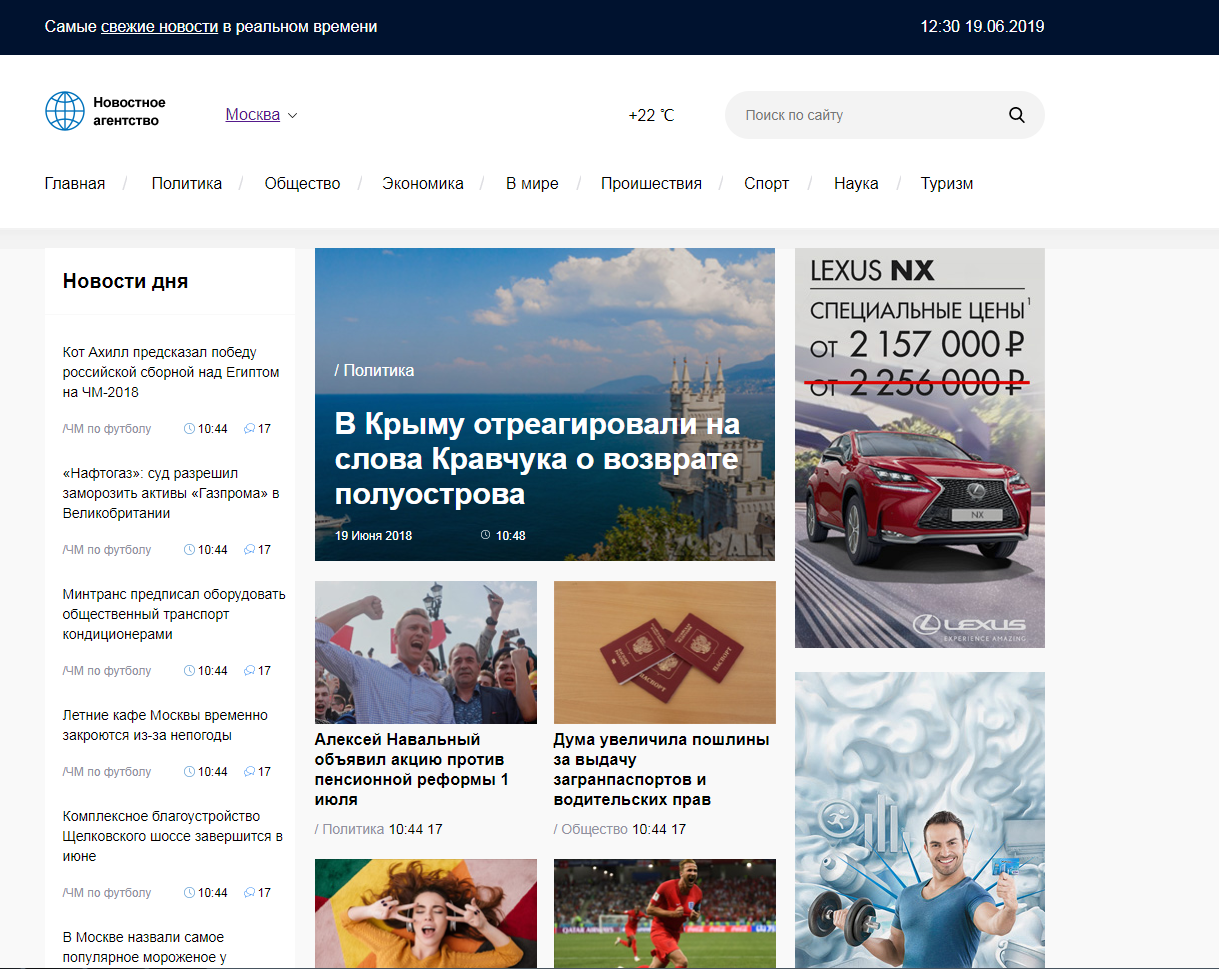 Самые свежие новости в реальном времени
12:30 19.06.2019
Новостное
агентство
Москва
+22 ℃
Поиск по сайту
Главная / Политика / Общество / Экономика / В мире / Проишествия / Спорт / Наука / Туризм
Новости дня
Кот Ахилл предсказал победу
российской сборной над Египтом
на ЧМ-2018
/ЧМ по футболу 10:44 17
«Нафтогаз»: суд разрешил
заморозить активы «Газпрома» в
Великобритании
/ЧМ по футболу 10:44 17
Минтранс предписал оборудовать
общественный транспорт
кондиционерами
/ЧМ по футболу 10:44 17
Летние кафе Москвы временно
закроются из-за непогоды
/ЧМ по футболу 10:44 17
Комплексное благоустройство
Щелковского шоссе завершится в
июне
/ЧМ по футболу 10:44 17
В Москве назвали самое
популярное мороженое у
/ Политика
В Крыму отреагировали на
слова Кравчука о возврате
полуострова
19 Июня 2018 10:48
Алексей Навальный
объявил акцию против
пенсионной реформы 1
июля
/ Политика 10:44 17
ПАСПОРТ
ПАСПОРТ
Дума увеличила пошлины
за выдачу
загранпаспортов и
водительских прав
/ Общество 10:44 17
QATAR AIRWAYS
LEXUS NX
СПЕЦИАЛЬНЫЕ ЦЕНЫ¹
ОТ 2 157 000 ₽
ОТ 2 256 000 ₽
NX
LEXUS
EXPERIENCE AMAZING